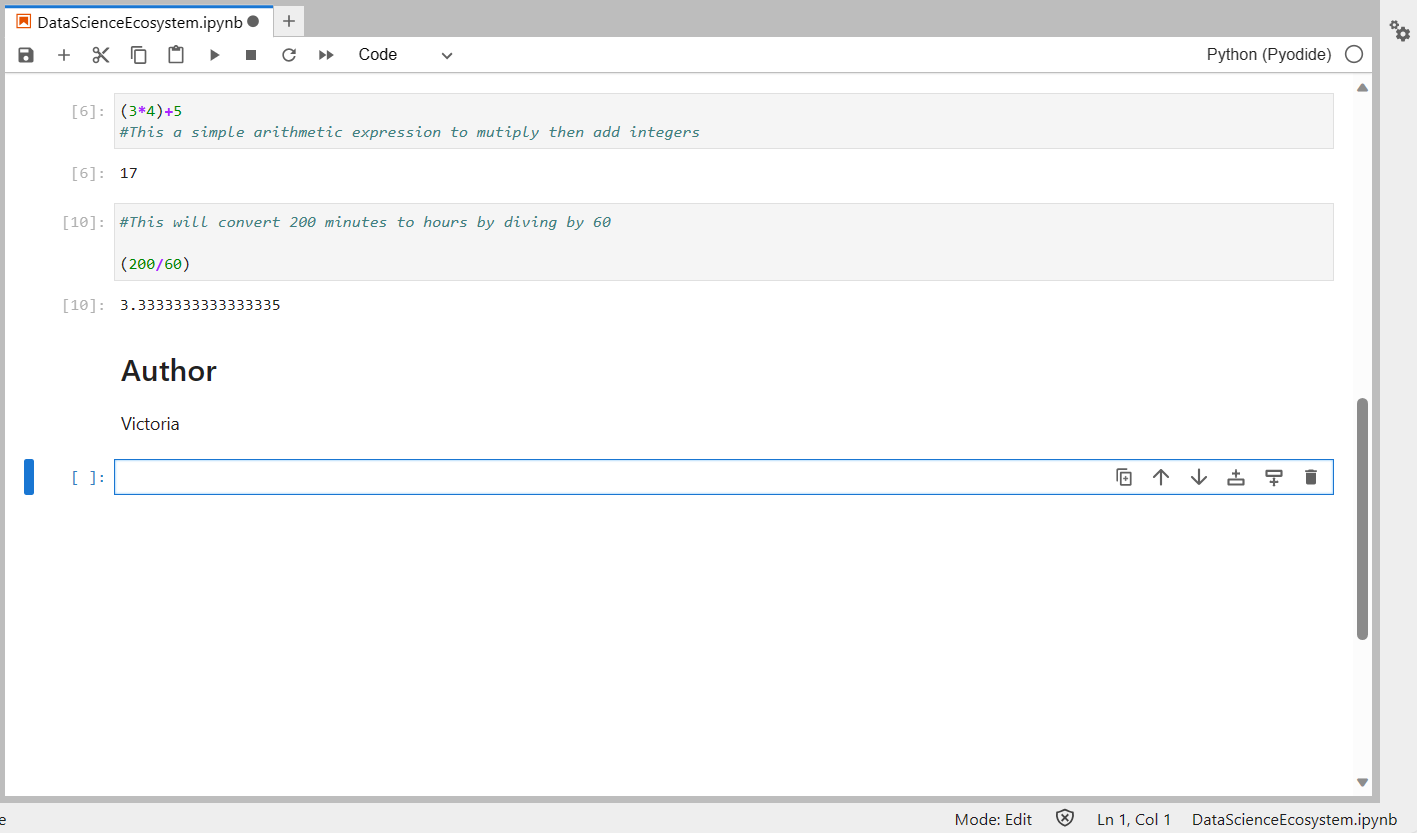 DataScienceEcosystem.ipynb
Code
Python (Pyodide)
[6]: (3*4)+5
#This a simple arithmetic expression to mutiply then add integers
[6]: 17
[10]: #This will convert 200 minutes to hours by diving by 60
(200/60)
[10]: 3.3333333333333335
Author
Victoria
[ ]:
e Mode: Edit Ln 1, Col 1 DataScienceEcosystem.ipynb